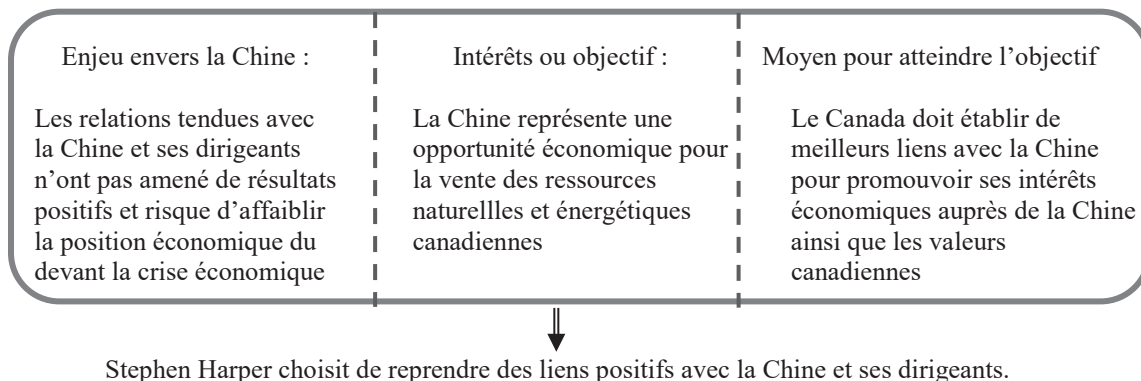 Enjeu envers la Chine :
Les relations tendues avec
la Chine et ses dirigeants
n’ont pas amené de résultats
positifs et risque d’affaiblir
la position économique du
devant la crise économique
Intérêts ou objectif :
La Chine représente une
opportunité économique pour
la vente des ressources
naturellles et énergétiques
canadiennes
Moyen pour atteindre l’objectif
Le Canada doit établir de
meilleurs liens avec la Chine
pour promouvoir ses intérêts
économiques auprès de la Chine
ainsi que les valeurs
canadiennes
Stephen Harper choisit de reprendre des liens positifs avec la Chine et ses dirigeants.